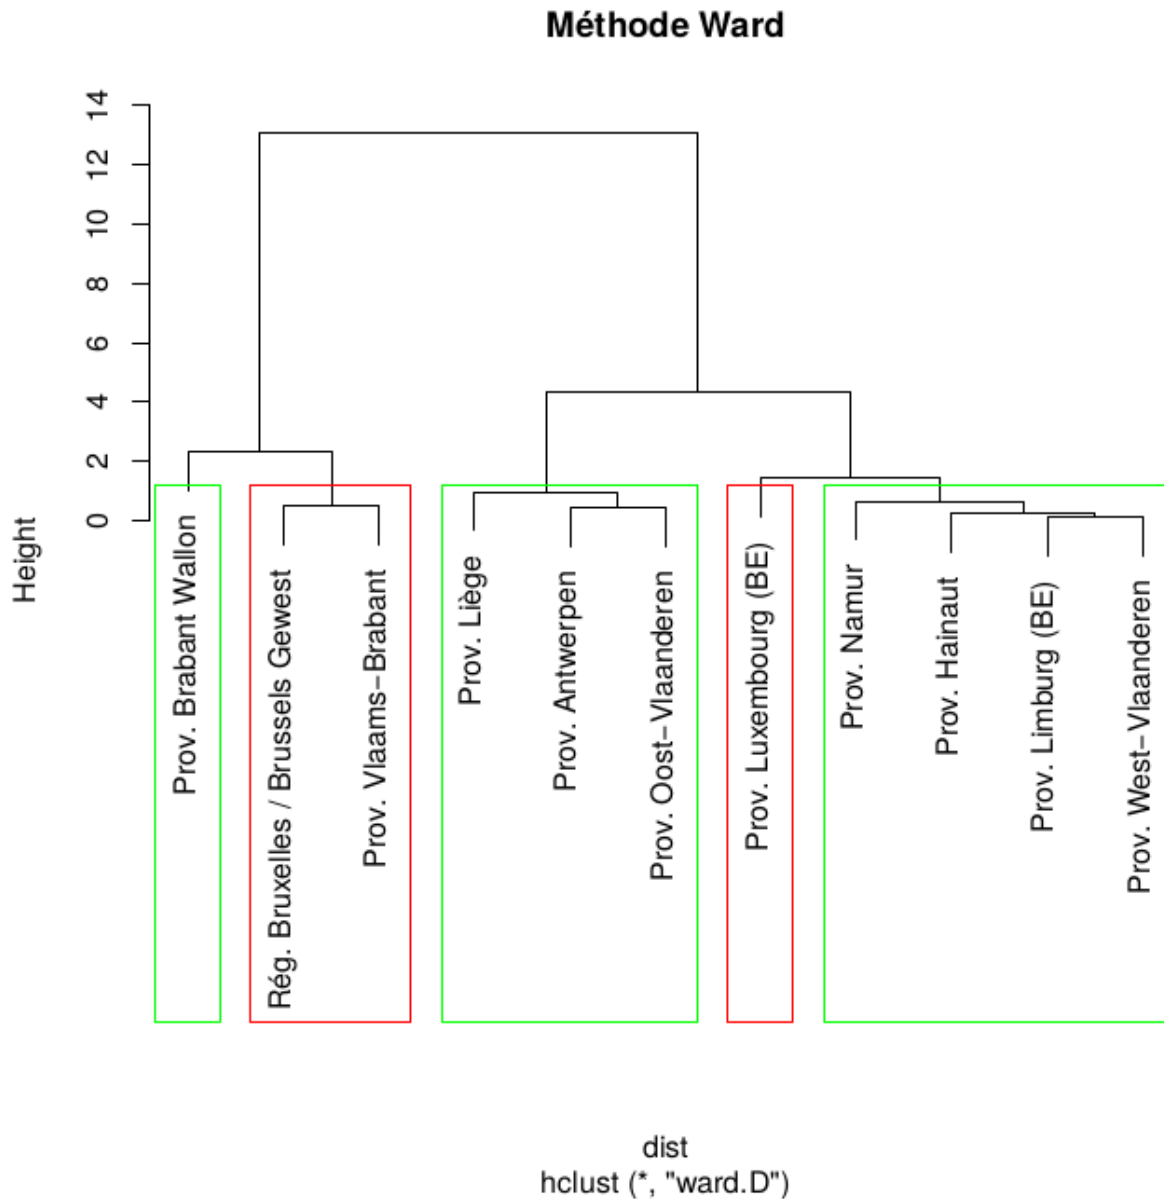 Méthode Ward
Height
14
12
10
8
6
4
2
0
Prov. Brabant Wallon
Rég. Bruxelles / Brussels Gewest
Prov. Vlaams−Brabant
Prov. Liège
Prov. Antwerpen
Prov. Oost−Vlaanderen
Prov. Luxembourg (BE)
Prov. Namur
Prov. Hainaut
Prov. Limburg (BE)
Prov. West−Vlaanderen
dist
hclust (*, "ward.D")